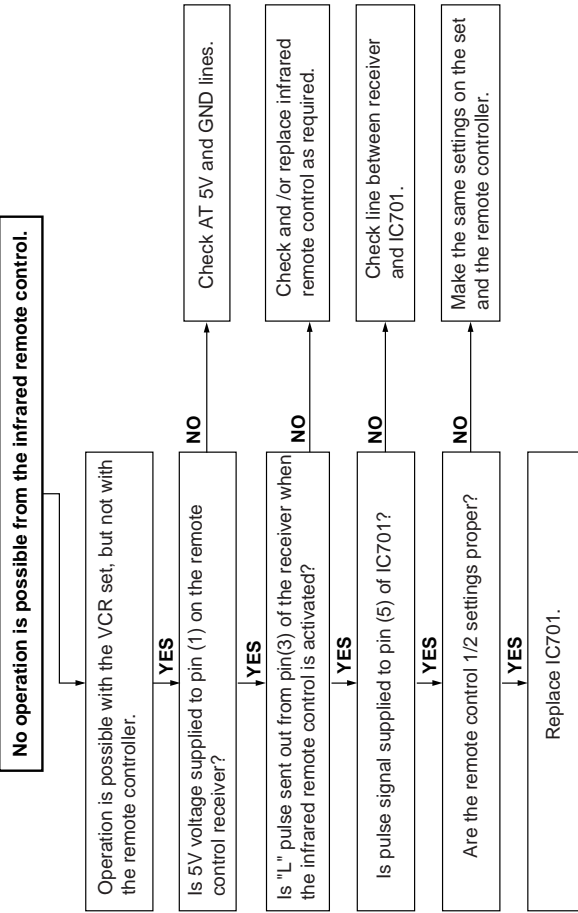 No operation is possible from the infrared remote control.
Operation is possible with the VCR set, but not with
the remote controller.
YES
Is 5V voltage supplied to pin (1) on the remote
control receiver?
NO
Check AT 5V and GND lines.
YES
Is "L" pulse sent out from pin(3) of the receiver when
the infrared remote control is activated?
NO
Check and /or replace infrared
remote control as required.
YES
Is pulse signal supplied to pin (5) of IC701?
NO
Check line between receiver
and IC701.
YES
Are the remote control 1/2 settings proper?
NO
Make the same settings on the set
and the remote controller.
YES
Replace IC701.